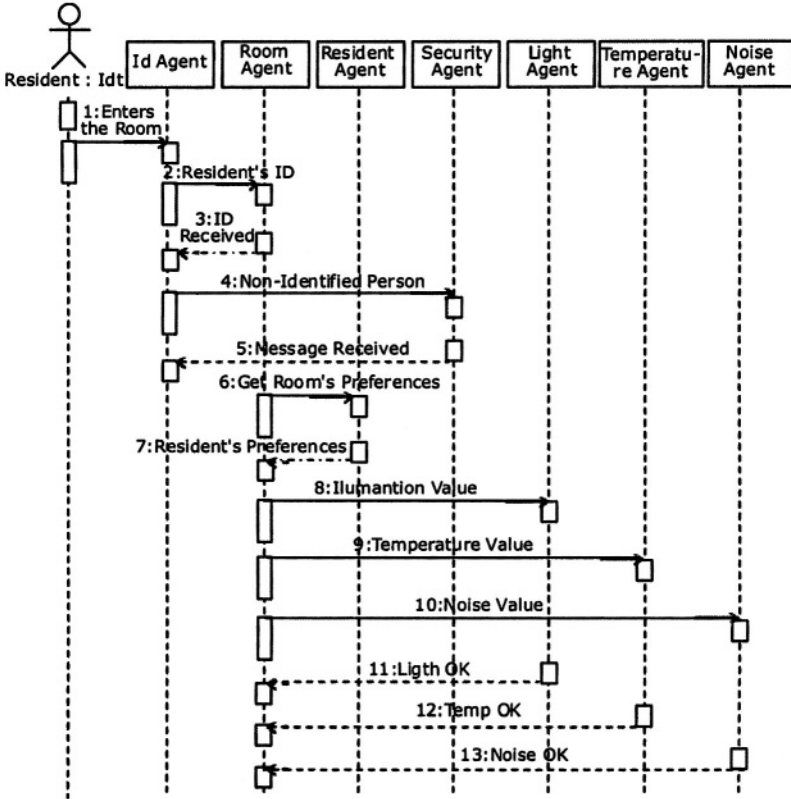 Resident : Idt
Id Agent
Room
Agent
Resident
Agent
Security
Agent
Light
Agent
Temperatu-
re Agent
Noise
Agent
1:Enters
the Room
2:Resident's ID
3:ID
Received
4:Non-Identified Person
5:Message Received
6:Get Room's Preferences
7:Resident's Preferences
8:Ilumantion Value
9:Temperature Value
10:Noise Value
11:Ligth OK
12:Temp OK
13:Noise OK